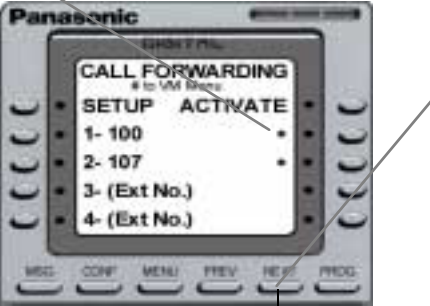 Panasonic
DIGITAL
CALL FORWARDING
# to VM Menu
SETUP ACTIVATE
1- 100
2- 107
3- (Ext No.)
4- (Ext No.)
MSG CONF MENU PREV NEXT PROG